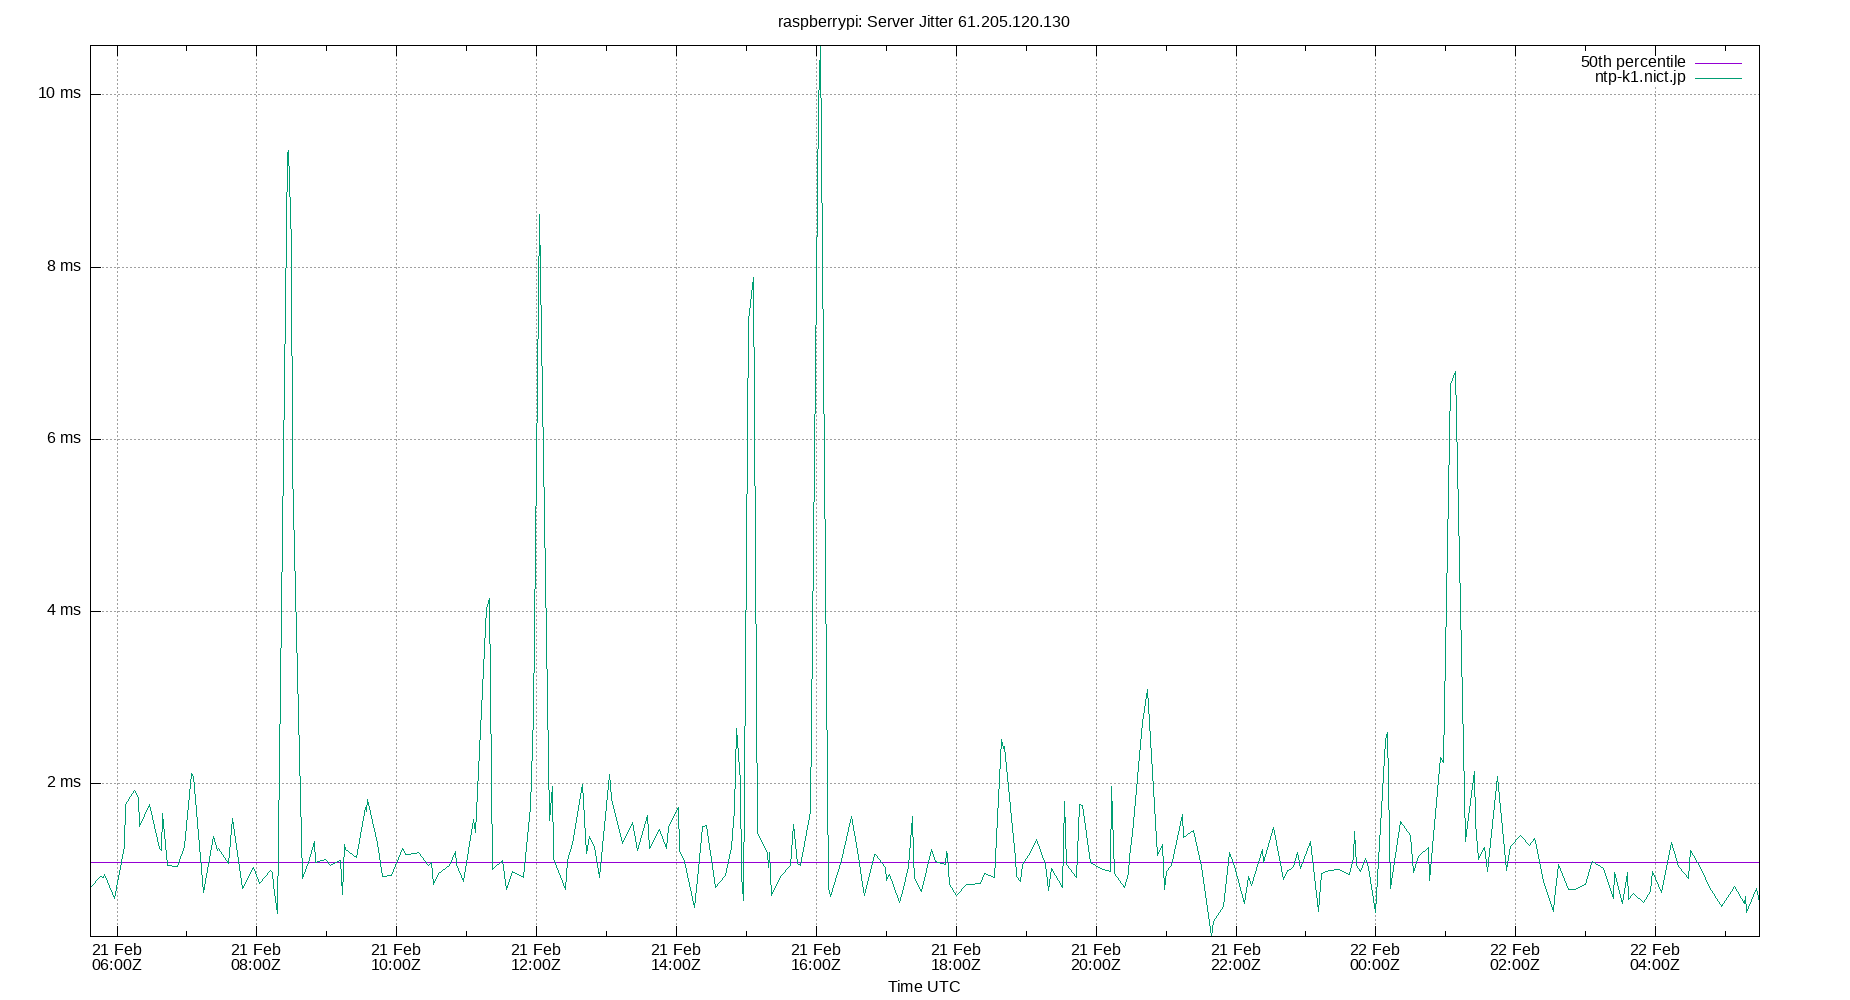 raspberrypi: Server Jitter 61.205.120.130
50th percentile
ntp-k1.nict.jp
10 ms
8 ms
6 ms
4 ms
2 ms
21 Feb 21 Feb 21 Feb 21 Feb 21 Feb 21 Feb 21 Feb 21 Feb 21 Feb 22 Feb 22 Feb 22 Feb
06:00Z 08:00Z 10:00Z 12:00Z 14:00Z 16:00Z 18:00Z 20:00Z 22:00Z 00:00Z 02:00Z 04:00Z
Time UTC